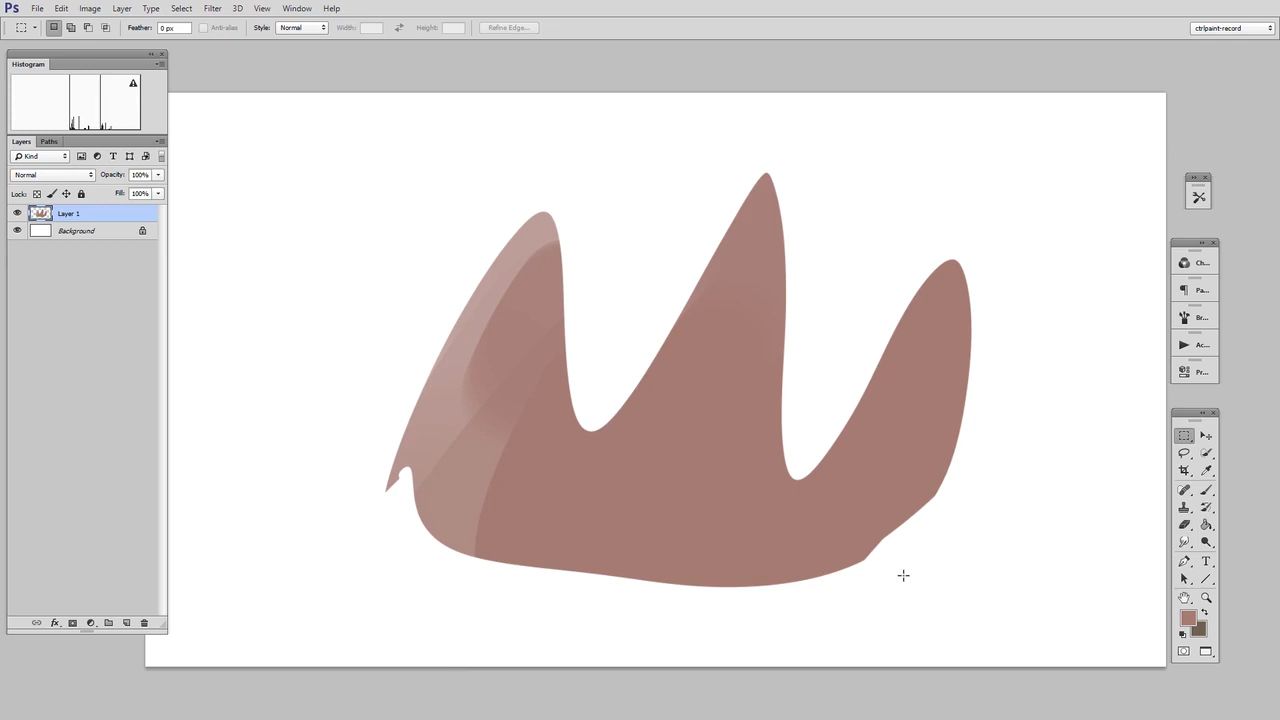 Ps File Edit Image Layer Type Select Filter 3D View Window Help
Feather: 0 px Anti-alias Style: Normal Width: Height: Refine Edge... ctrlpaint-record
Histogram
Layers Paths
Kind
Normal Opacity: 100%
Lock: Fill: 100%
Layer 1
Background
fx
Ch...
Pa...
Br...
Ac...
Pr...